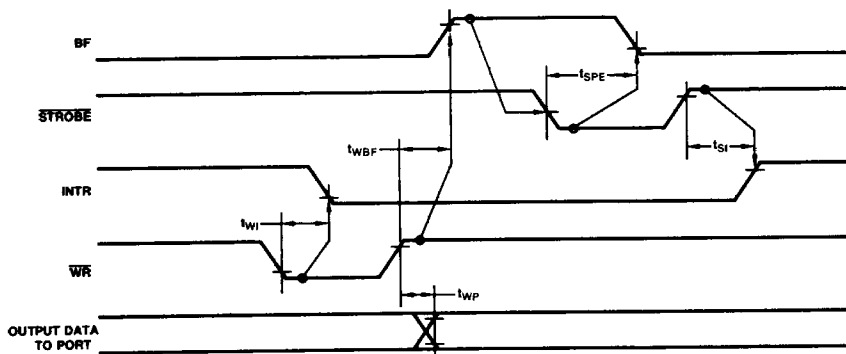 BF
tSPE
STROBE
tWBF
tSI
INTR
tWI
WR
tWP
OUTPUT DATA
TO PORT